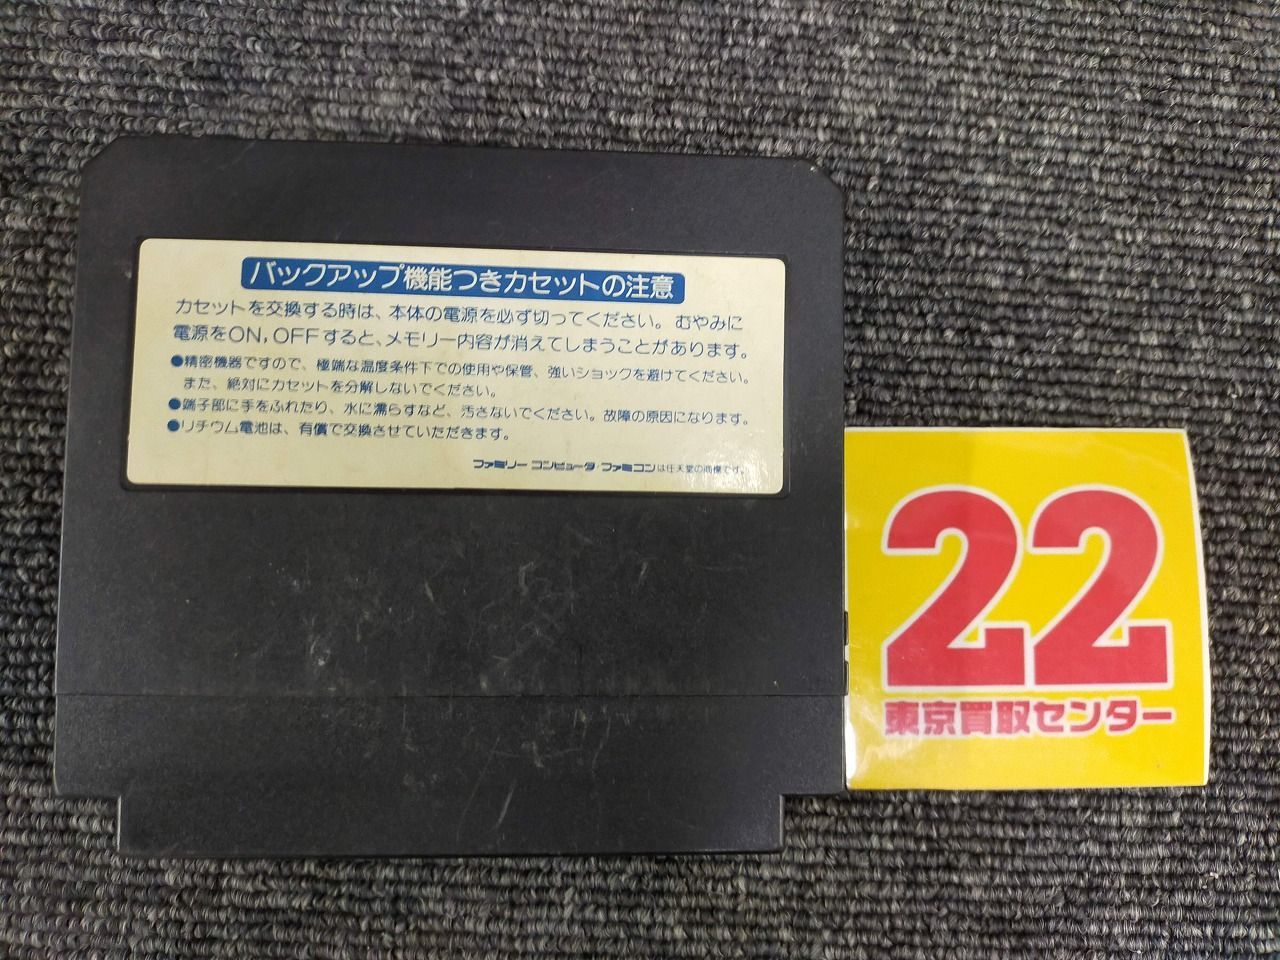 バックアップ機能つきカセットの注意
カセットを交換する時は、本体の電源を必ず切ってください。むやみに
電源をON,OFFすると、メモリー内容が消えてしまうことがあります。
●精密機器ですので、極端な温度条件下での使用や保管、強いショックを避けてください。
また、絶対にカセットを分解しないでください。
●端子部に手をふれたり、水に濡らすなど、汚さないでください。故障の原因になります。
●リチウム電池は、有償で交換させていただきます。
ファミリーコンピュータ・ファミコンは任天堂の商標です。
22
東京買取センター